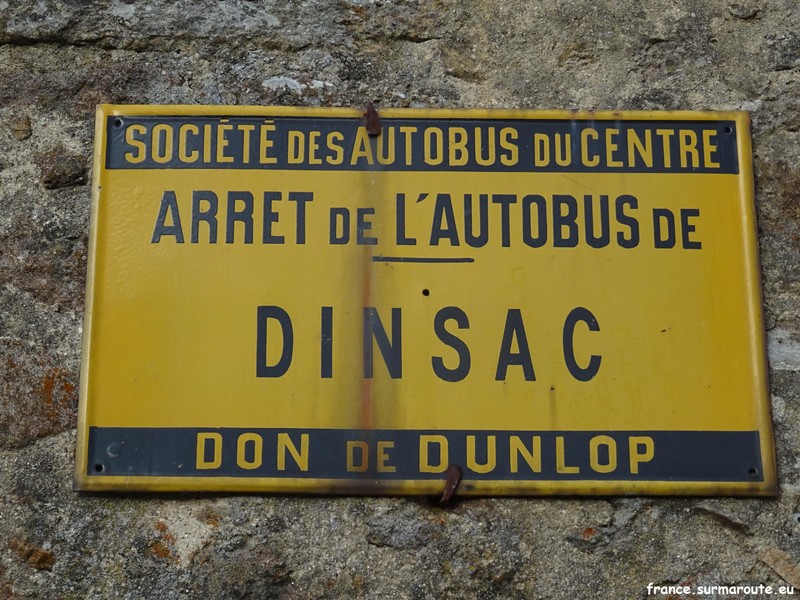 SOCIÉTÉ DES AUTOBUS DU CENTRE
ARRET DE L'AUTOBUS DE
DINSAC
DON DE DUNLOP
france.surmaroute.eu